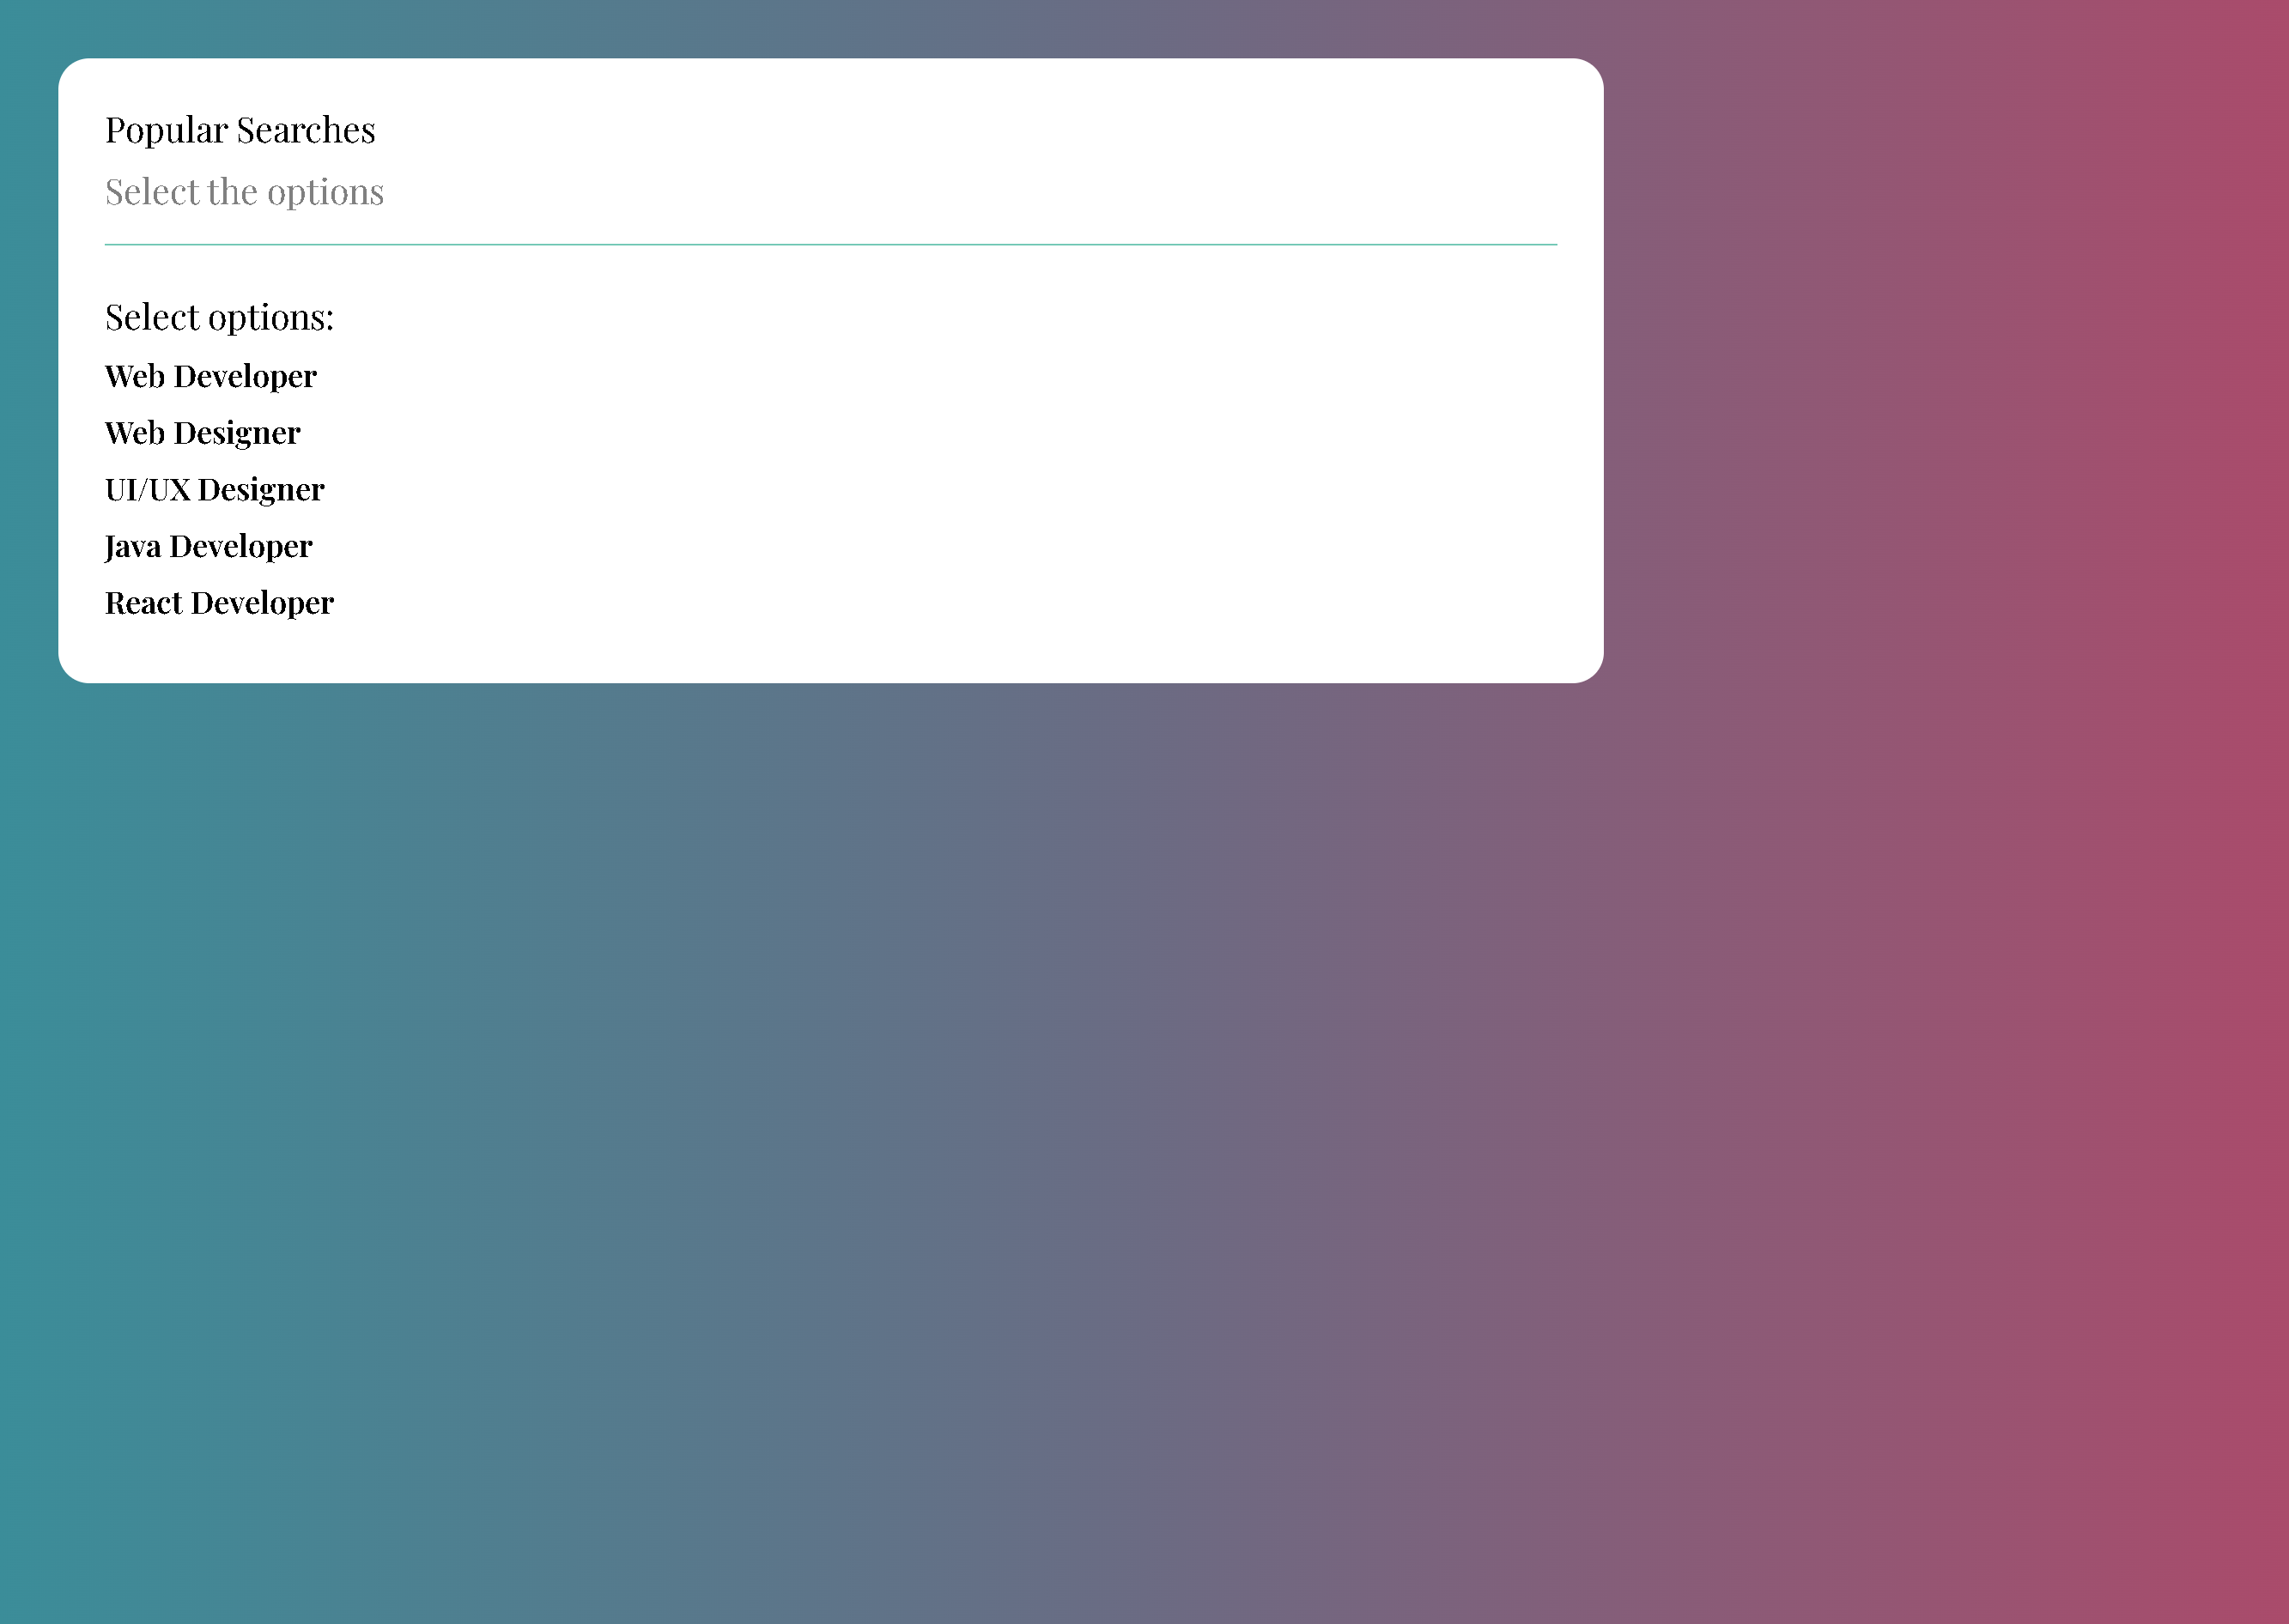 Popular Searches
Select the options
Select options:
Web Developer
Web Designer
UI/UX Designer
Java Developer
React Developer